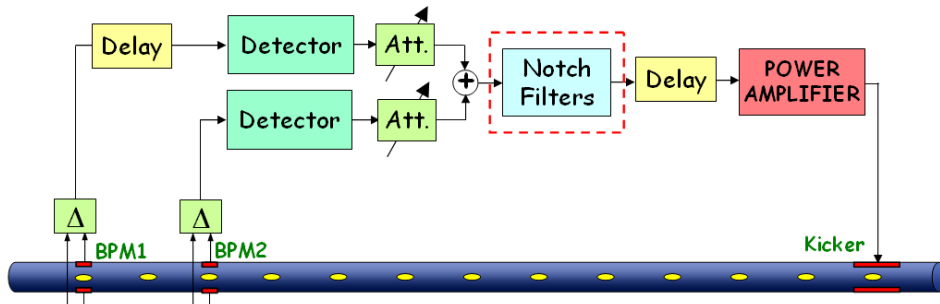 Delay
Detector
Att.
Detector
Att.
+
Notch
Filters
Delay
POWER
AMPLIFIER
Δ
BPM1
Δ
BPM2
Kicker